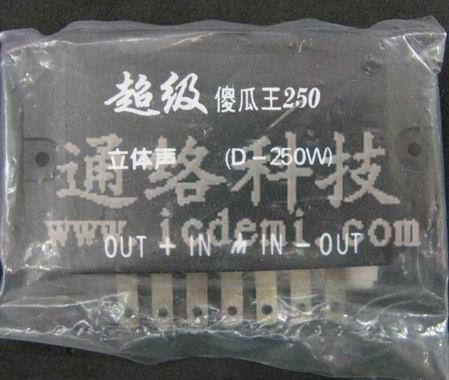 超级 傻瓜王250
立体声 (D-250W)
通络科技
www.icdemi.com
OUT + IN M IN - OUT